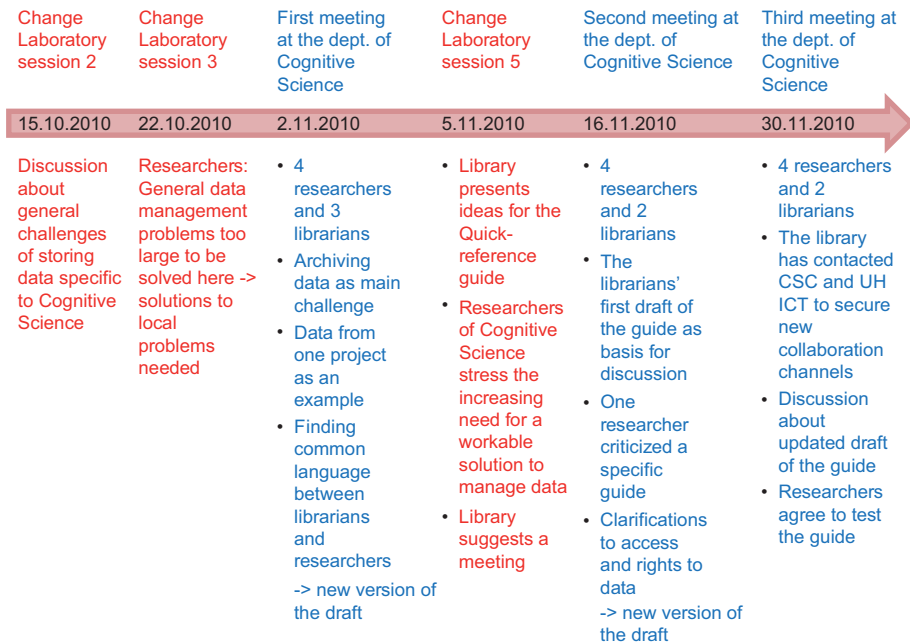 Change
Laboratory
session 2
Change
Laboratory
session 3
First meeting
at the dept. of
Cognitive
Science
Change
Laboratory
session 5
Second meeting at
the dept. of
Cognitive Science
Third meeting at
the dept. of
Cognitive
Science
15.10.2010
22.10.2010
2.11.2010
5.11.2010
16.11.2010
30.11.2010
Discussion
about
general
challenges
of storing
data specific
to Cognitive
Science
Researchers:
General data
management
problems too
large to be
solved here ->
solutions to
local
problems
needed
• 4
researchers
and 3
librarians
• Archiving
data as main
challenge
• Data from
one project
as an
example
• Finding
common
language
between
librarians
and
researchers
-> new version of
the draft
• Library
presents
ideas for the
Quick-
reference
guide
• Researchers
of Cognitive
Science
stress the
increasing
need for a
workable
solution to
manage data
• Library
suggests a
meeting
• 4
researchers
and 2
librarians
• The
librarians’
first draft of
the guide as
basis for
discussion
• One
researcher
criticized a
specific
guide
• Clarifications
to access
and rights to
data
-> new version of
the draft
• 4 researchers
and 2
librarians
• The library
has contacted
CSC and UH
ICT to secure
new
collaboration
channels
• Discussion
about
updated draft
of the guide
• Researchers
agree to test
the guide